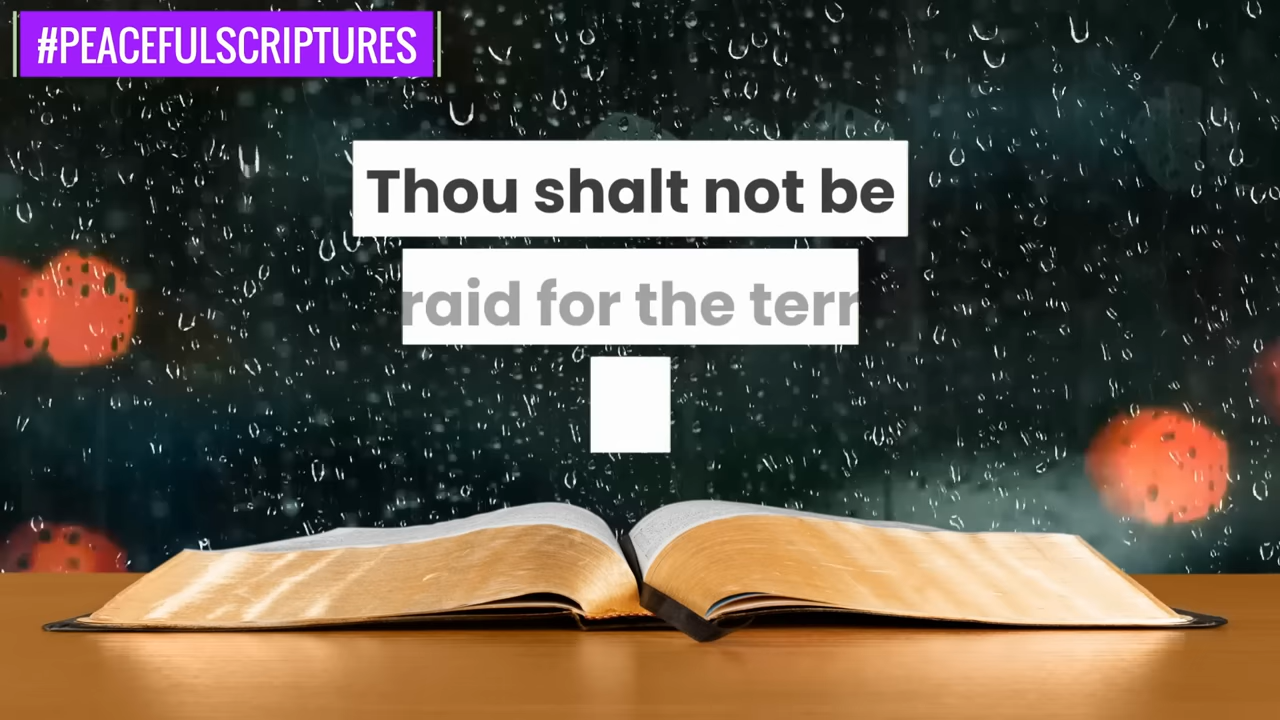 #PEACEFULSCRIPTURES
Thou shalt not be
raid for the terr